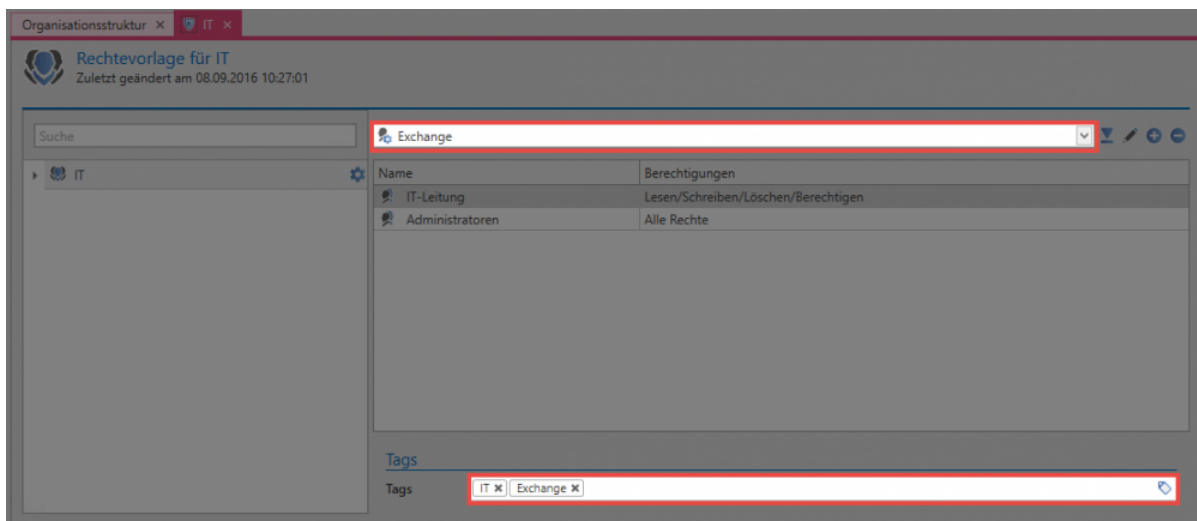 Organisationsstruktur IT
Rechtevorlage für IT
Zuletzt geändert am 08.09.2016 10:27:01
Suche
Exchange
IT
Name Berechtigungen
IT-Leitung Lesen/Schreiben/Löschen/Berechtigen
Administratoren Alle Rechte
Tags
Tags IT Exchange